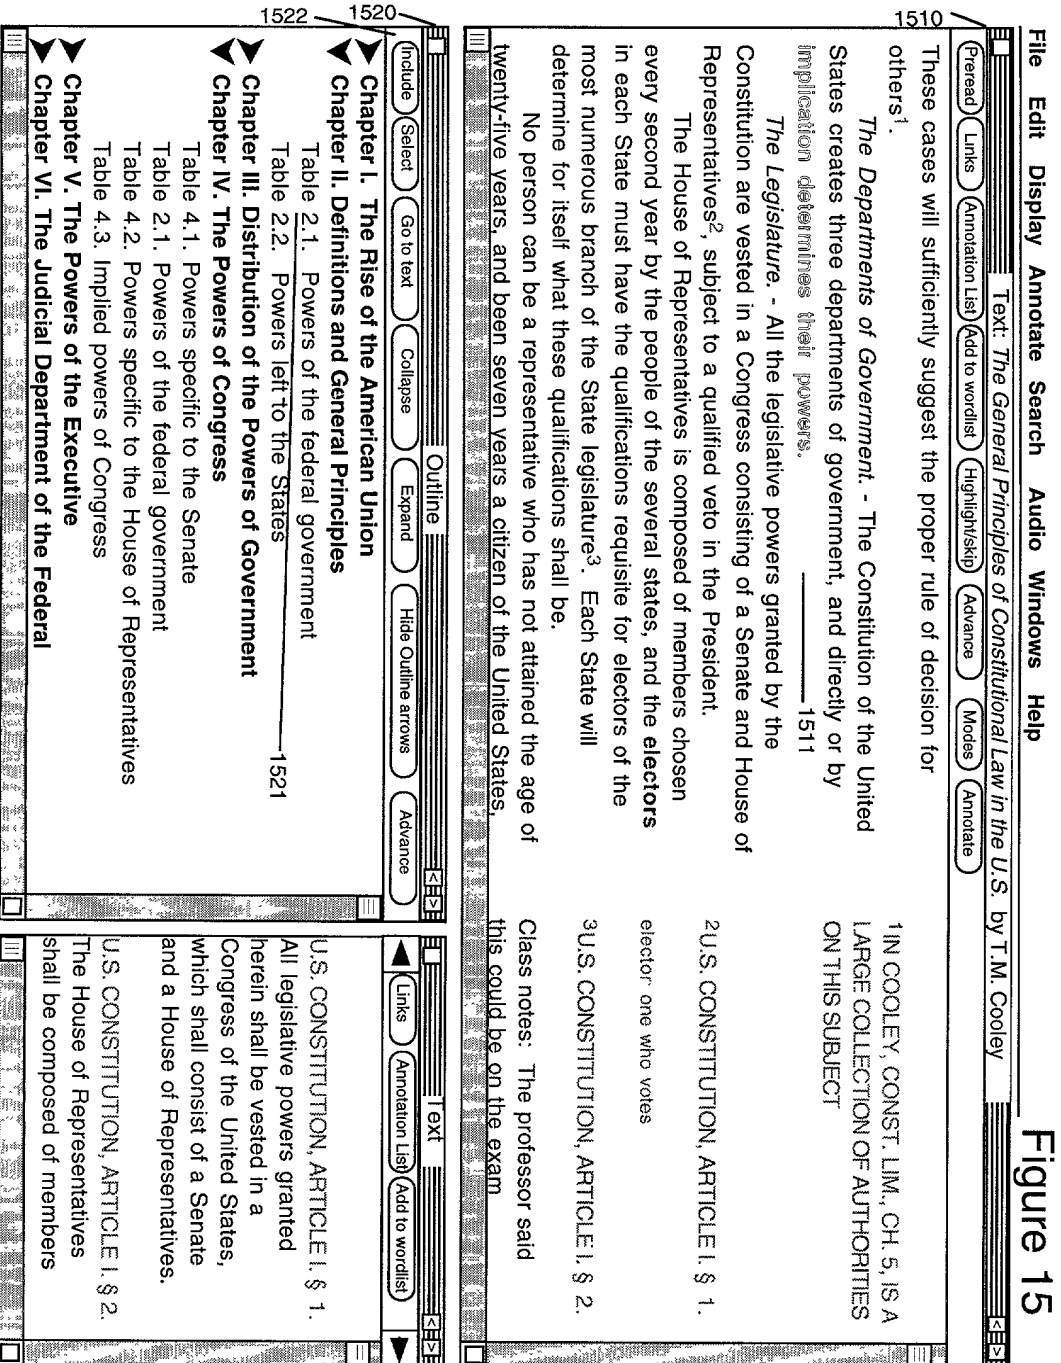 Figure 15
File Edit Display Annotate Search Audio Windows Help
1510
Text: The General Principles of Constitutional Law in the U.S. by T.M. Cooley
Preread Links Annotation List Add to wordlist Highlight/skip Advance Modes Annotate
These cases will sufficiently suggest the proper rule of decision for
others1.
The Departments of Government. - The Constitution of the United
States creates three departments of government, and directly or by
implication determines their powers.
1511
The Legislature. - All the legislative powers granted by the
Constitution are vested in a Congress consisting of a Senate and House of
Representatives2, subject to a qualified veto in the President.
The House of Representatives is composed of members chosen
every second year by the people of the several states, and the electors
in each State must have the qualifications requisite for electors of the
most numerous branch of the State legislature3. Each State will
determine for itself what these qualifications shall be.
No person can be a representative who has not attained the age of
twenty-five years, and been seven years a citizen of the United States,
1IN COOLEY, CONST. LIM., CH. 5, IS A
LARGE COLLECTION OF AUTHORITIES
ON THIS SUBJECT
2U.S. CONSTITUTION, ARTICLE I. § 1.
elector: one who votes
3U.S. CONSTITUTION, ARTICLE I. § 2.
Class notes: The professor said
this could be on the exam
1520
1522
Outline
Include Select Go to text Collapse Expand Hide Outline arrows Advance
Chapter I. The Rise of the American Union
Chapter II. Definitions and General Principles
Table 2.1. Powers of the federal government
Table 2.2. Powers left to the States
1521
Chapter III. Distribution of the Powers of Government
Chapter IV. The Powers of Congress
Table 4.1. Powers specific to the Senate
Table 2.1. Powers of the federal government
Table 4.2. Powers specific to the House of Representatives
Table 4.3. Implied powers of Congress
Chapter V. The Powers of the Executive
Chapter VI. The Judicial Department of the Federal
Text
Links Annotation List Add to wordlist
U.S. CONSTITUTION, ARTICLE I. § 1.
All legislative powers granted
herein shall be vested in a
Congress of the United States,
which shall consist of a Senate
and a House of Representatives.
U.S. CONSTITUTION, ARTICLE I. § 2.
The House of Representatives
shall be composed of members